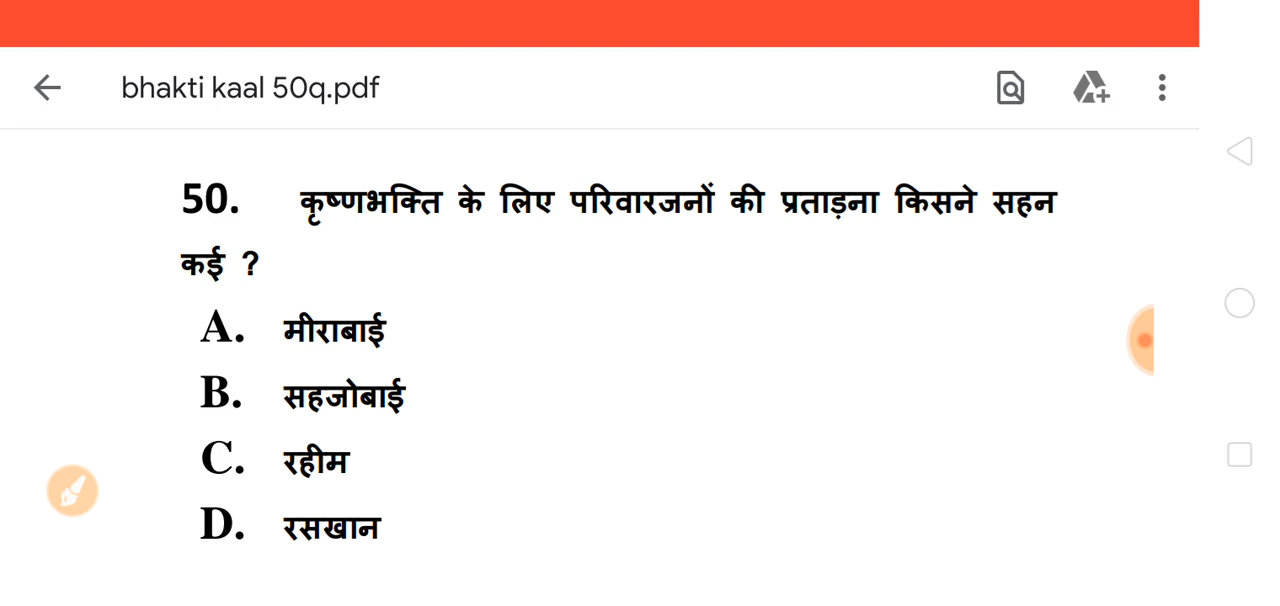 bhakti kaal 50q.pdf
50. कृष्णभक्ति के लिए परिवारजनों की प्रताड़ना किसने सहन
कई ?
A. मीराबाई
B. सहजोबाई
C. रहीम
D. रसखान